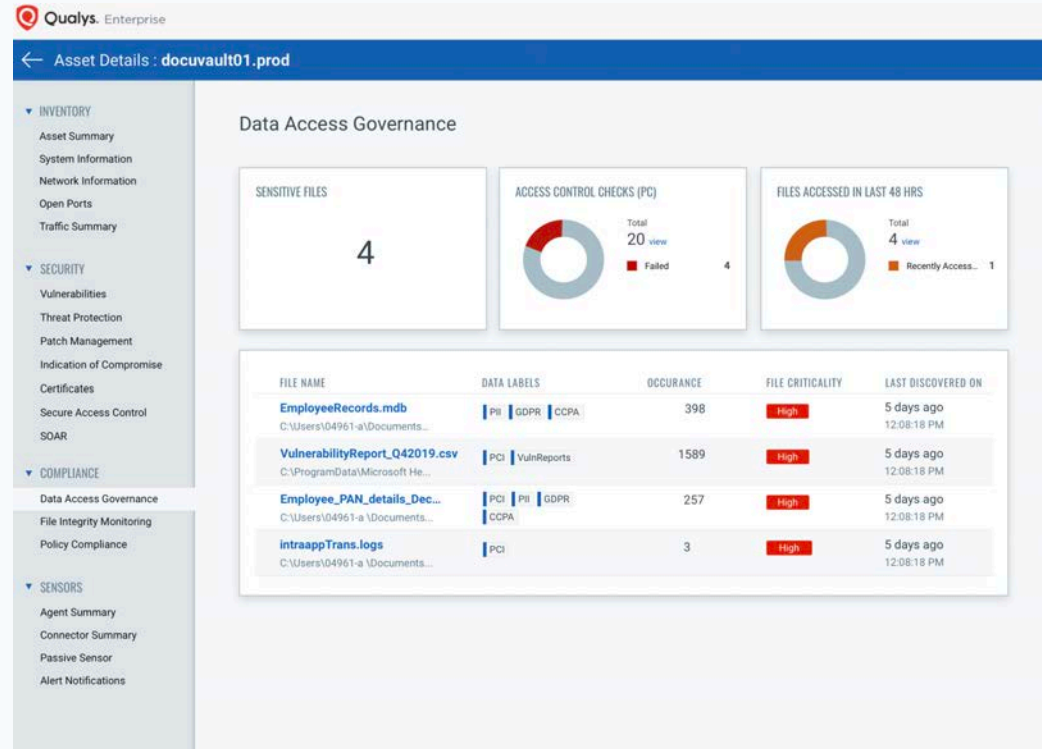 Qualys. Enterprise
Asset Details : docuvault01.prod
INVENTORY
Asset Summary
System Information
Network Information
Open Ports
Traffic Summary
SECURITY
Vulnerabilities
Threat Protection
Patch Management
Indication of Compromise
Certificates
Secure Access Control
SOAR
COMPLIANCE
Data Access Governance
File Integrity Monitoring
Policy Compliance
SENSORS
Agent Summary
Connector Summary
Passive Sensor
Alert Notifications
Data Access Governance
SENSITIVE FILES
4
ACCESS CONTROL CHECKS (PC)
Total
20 view
Failed 4
FILES ACCESSED IN LAST 48 HRS
Total
4 view
Recently Access... 1
FILE NAME DATA LABELS OCCURANCE FILE CRITICALITY LAST DISCOVERED ON
EmployeeRecords.mdb PII GDPR CCPA 398 High 5 days ago
C:\Users\04961-a\Documents... 12:08:18 PM
VulnerabilityReport_Q42019.csv PCI VulnReports 1589 High 5 days ago
C:\ProgramData\Microsoft He... 12:08:18 PM
Employee_PAN_details_Dec... PCI PII GDPR 257 High 5 days ago
C:\Users\04961-a \Documents... CCPA 12:08:18 PM
intraappTrans.logs PCI 3 High 5 days ago
C:\Users\04961-a \Documents... 12:08:18 PM